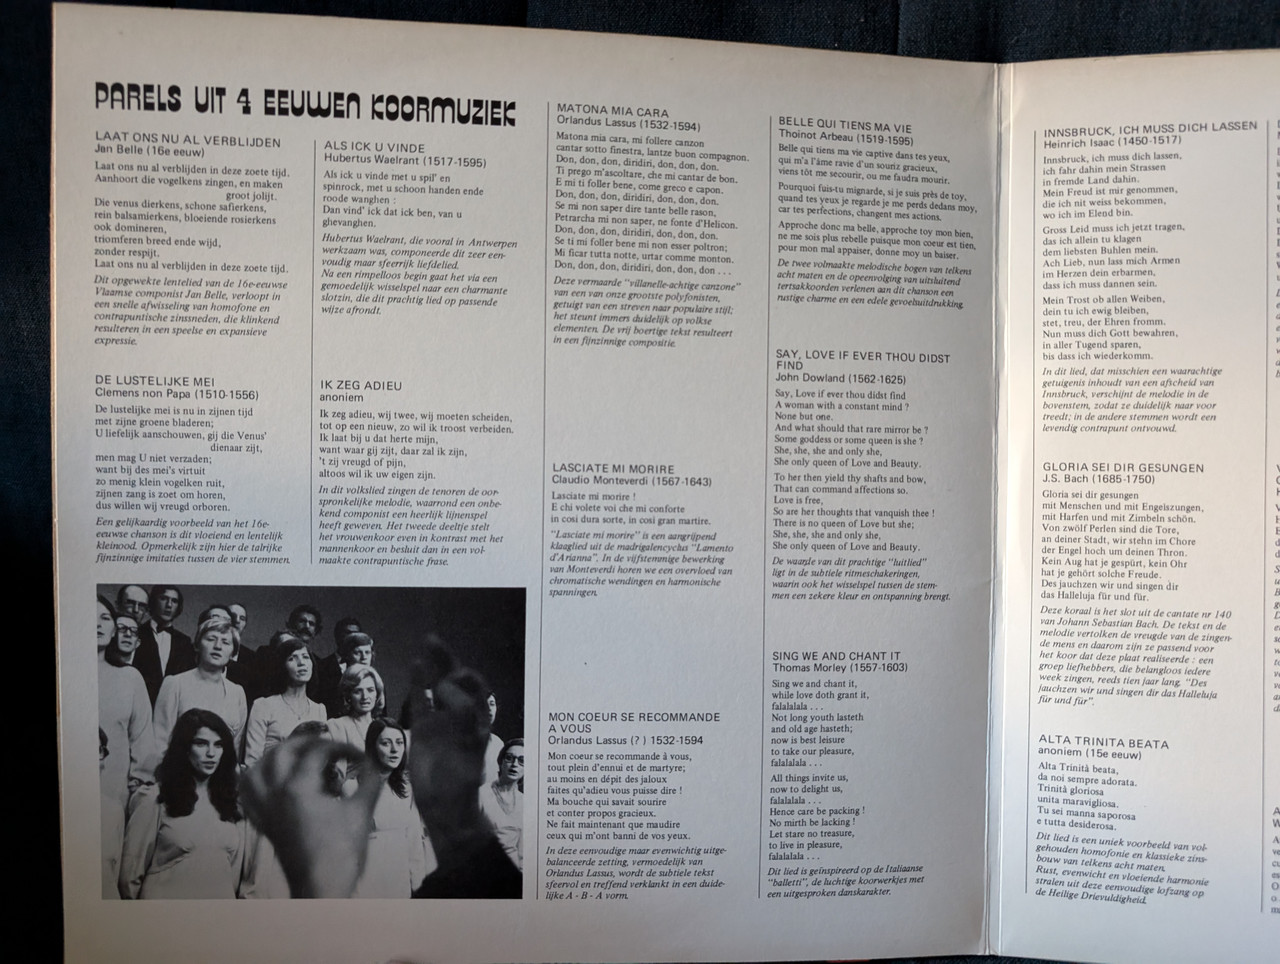 PARELS UIT 4 EEUWEN KOORMUZIEK
LAAT ONS NU AL VERBLIJDEN
Jan Belle (16e eeuw)
Laat ons nu al verblijden in deze zoete tijd.
Aanhoort die vogelkens zingen, en maken
groot jolijt.
Die venus dierkens, schone safierkens,
rein balsamierkens, bloeiende rosierkens
ook domineren,
triomferen breed ende wijd,
zonder respijt.
Laat ons nu al verblijden in deze zoete tijd.
Dit opgewekte lentelied van de 16e-eeuwse
Vlaamse componist Jan Belle, verloopt in
een snelle afwisseling van homofone en
contrapuntische zinssneden, die klinkend
resulteren in een speelse en expansieve
expressie.
DE LUSTELIJKE MEI
Clemens non Papa (1510-1556)
De lustelijke mei is nu in zijnen tijd
met zijne groene bladeren;
U liefelijk aanschouwen, gij die Venus'
dienaar zijt,
men mag U niet verzaden;
want bij des mei's virtuit
zo menig klein vogelken ruit,
zijnen zang is zoet om horen,
dus willen wij vreugd orboren.
Een gelijkaardig voorbeeld van het 16e-
eeuwse chanson is dit vloeiend en lentelijk
kleinood. Opmerkelijk zijn hier de talrijke
fijnzinnige imitaties tussen de vier stemmen.
ALS ICK U VINDE
Hubertus Waelrant (1517-1595)
Als ick u vinde met u spil' en
spinrock, met u schoon handen ende
roode wanghen :
Dan vind' ick dat ick ben, van u
ghevanghen.
Hubertus Waelrant, die vooral in Antwerpen
werkzaam was, componeerde dit zeer een-
voudig maar sfeerrijk liefdelied.
Na een rimpelloos begin gaat het via een
gemoedelijk wisselspel naar een charmante
slotzin, die dit prachtig lied op passende
wijze afrondt.
IK ZEG ADIEU
anoniem
Ik zeg adieu, wij twee, wij moeten scheiden,
tot op een nieuw, zo wil ik troost verbeiden.
Ik laat bij u dat herte mijn,
want waar gij zijt, daar zal ik zijn,
't zij vreugd of pijn,
altoos wil ik uw eigen zijn.
In dit volkslied zingen de tenoren de oor-
spronkelijke melodie, waarrond een onbe-
kend componist een heerlijk lijnenspel
heeft geweven. Het tweede deeltje stelt
het vrouwenkoor even in kontrast met het
mannenkoor en besluit dan in een vol-
maakte contrapuntische frase.
MATONA MIA CARA
Orlandus Lassus (1532-1594)
Matona mia cara, mi follere canzon
cantar sotto finestra, lantze buon compagnon.
Don, don, don, diridiri, don, don, don.
Ti prego m'ascoltare, che mi cantar de bon.
E mi ti foller bene, come greco e capon.
Don, don, don, diridiri, don, don, don.
Se mi non saper dire tante belle rason,
Petrarcha mi non saper, ne fonte d'Helicon.
Don, don, don, diridiri, don, don, don.
Se ti mi foller bene mi non esser poltron;
Mi ficar tutta notte, urtar comme monton.
Don, don, don, diridiri, don, don, don . . .
Deze vermaarde "villanelle-achtige canzone"
van een van onze grootste polyfonisten,
getuigt van een streven naar populaire stijl;
het steunt immers duidelijk op volkse
elementen. De vrij boertige tekst resulteert
in een fijnzinnige compositie.
LASCIATE MI MORIRE
Claudio Monteverdi (1567-1643)
Lasciate mi morire !
E chi volete voi che mi conforte
in cosi dura sorte, in cosi gran martire.
"Lasciate mi morire" is een aangrijpend
klaaglied uit de madrigalencyclus "Lamento
d'Arianna". In de vijfstemmige bewerking
van Monteverdi horen we een overvloed van
chromatische wendingen en harmonische
spanningen.
MON COEUR SE RECOMMANDE
A VOUS
Orlandus Lassus (? ) 1532-1594
Mon coeur se recommande à vous,
tout plein d'ennui et de martyre;
au moins en dépit des jaloux
faites qu'adieu vous puisse dire !
Ma bouche qui savait sourire
et conter propos gracieux.
Ne fait maintenant que maudire
ceux qui m'ont banni de vos yeux.
In deze eenvoudige maar evenwichtig uitge-
balanceerde zetting, vermoedelijk van
Orlandus Lassus, wordt de subtiele tekst
sfeervol en treffend verklankt in een duide-
lijke A - B - A vorm.
BELLE QUI TIENS MA VIE
Thoinot Arbeau (1519-1595)
Belle qui tiens ma vie captive dans tes yeux,
qui m'a l'âme ravie d'un souriz gracieux,
viens tôt me secourir, ou me faudra mourir.
Pourquoi fuis-tu mignarde, si je suis près de toy,
quand tes yeux je regarde je me perds dedans moy,
car tes perfections, changent mes actions.
Approche donc ma belle, approche toy mon bien,
ne me sois plus rebelle puisque mon coeur est tien,
pour mon mal appaiser, donne moy un baiser.
De twee volmaakte melodische bogen van telkens
acht maten en de opeenvolging van uitsluitend
tertsakkoorden verlenen aan dit chanson een
rustige charme en een edele gevoelsuitdrukking.
SAY, LOVE IF EVER THOU DIDST
FIND
John Dowland (1562-1625)
Say, Love if ever thou didst find
A woman with a constant mind ?
None but one.
And what should that rare mirror be ?
Some goddess or some queen is she ?
She, she, she and only she,
She only queen of Love and Beauty.
To her then yield thy shafts and bow,
That can command affections so.
Love is free,
So are her thoughts that vanquish thee !
There is no queen of Love but she;
She, she, she and only she,
She only queen of Love and Beauty.
De waarde van dit prachtige "luitlied"
ligt in de subtiele ritmeschakeringen,
waarin ook het wisselspel tussen de stem-
men een zekere kleur en ontspanning brengt.
SING WE AND CHANT IT
Thomas Morley (1557-1603)
Sing we and chant it,
while love doth grant it,
falalalala . . .
Not long youth lasteth
and old age hasteth;
now is best leisure
to take our pleasure,
falalalala . . .
All things invite us,
now to delight us,
falalalala . . .
Hence care be packing !
No mirth be lacking !
Let stare no treasure,
to live in pleasure,
falalalala . . .
Dit lied is geïnspireerd op de Italiaanse
"balletti", de luchtige koorwerkjes met
een uitgesproken danskarakter.
INNSBRUCK, ICH MUSS DICH LASSEN
Heinrich Isaac (1450-1517)
Innsbruck, ich muss dich lassen,
ich fahr dahin mein Strassen
in fremde Land dahin.
Mein Freud ist mir genommen,
die ich nit weiss bekommen,
wo ich im Elend bin.
Gross Leid muss ich jetzt tragen,
das ich allein tu klagen
dem liebsten Buhlen mein.
Ach Lieb, nun lass mich Armen
im Herzen dein erbarmen,
dass ich muss dannen sein.
Mein Trost ob allen Weiben,
dein tu ich ewig bleiben,
stet, treu, der Ehren fromm.
Nun muss dich Gott bewahren,
in aller Tugend sparen,
bis dass ich wiederkomm.
In dit lied, dat misschien een waarachtige
getuigenis inhoudt van een afscheid van
Innsbruck, verschijnt de melodie in de
bovenstem, zodat ze duidelijk naar voor
treedt; in de andere stemmen wordt een
levendig contrapunt ontvouwd.
GLORIA SEI DIR GESUNGEN
J.S. Bach (1685-1750)
Gloria sei dir gesungen
mit Menschen und mit Engelszungen,
mit Harfen und mit Zimbeln schön.
Von zwölf Perlen sind die Tore,
an deiner Stadt, wir stehn im Chore
der Engel hoch um deinen Thron.
Kein Aug hat je gespürt, kein Ohr
hat je gehört solche Freude.
Des jauchzen wir und singen dir
das Halleluja für und für.
Deze koraal is het slot uit de cantate nr 140
van Johann Sebastian Bach. De tekst en de
melodie vertolken de vreugde van de zingen-
de mens en daarom zijn ze passend voor
het koor dat deze plaat realiseerde : een
groep liefhebbers, die belangloos iedere
week zingen, reeds tien jaar lang. "Des
jauchzen wir und singen dir das Halleluja
für und für".
ALTA TRINITA BEATA
anoniem (15e eeuw)
Alta Trinità beata,
da noi sempre adorata.
Trinità gloriosa
unita maravigliosa.
Tu sei manna saporosa
e tutta desiderosa.
Dit lied is een uniek voorbeeld van vol-
gehouden homofonie en klassieke zins-
bouw van telkens acht maten.
Rust, evenwicht en vloeiende harmonie
stralen uit deze eenvoudige lofzang op
de Heilige Drievuldigheid.